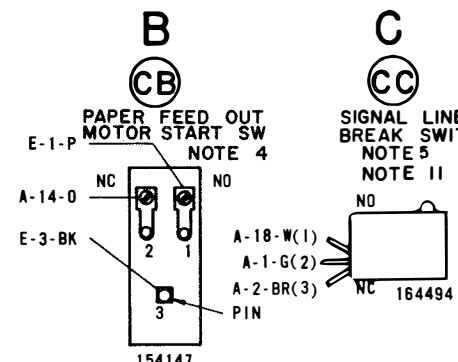 B
CB
PAPER FEED OUT
MOTOR START SW
NOTE 4
E-1-P
NC
NO
A-14-O
2
1
E-3-BK
3
PIN
154147
C
CC
SIGNAL LINE
BREAK
NOTE 5
NOTE 11
NO
A-18-W(1)
A-1-G(2)
A-2-BR(3)
NC
164494